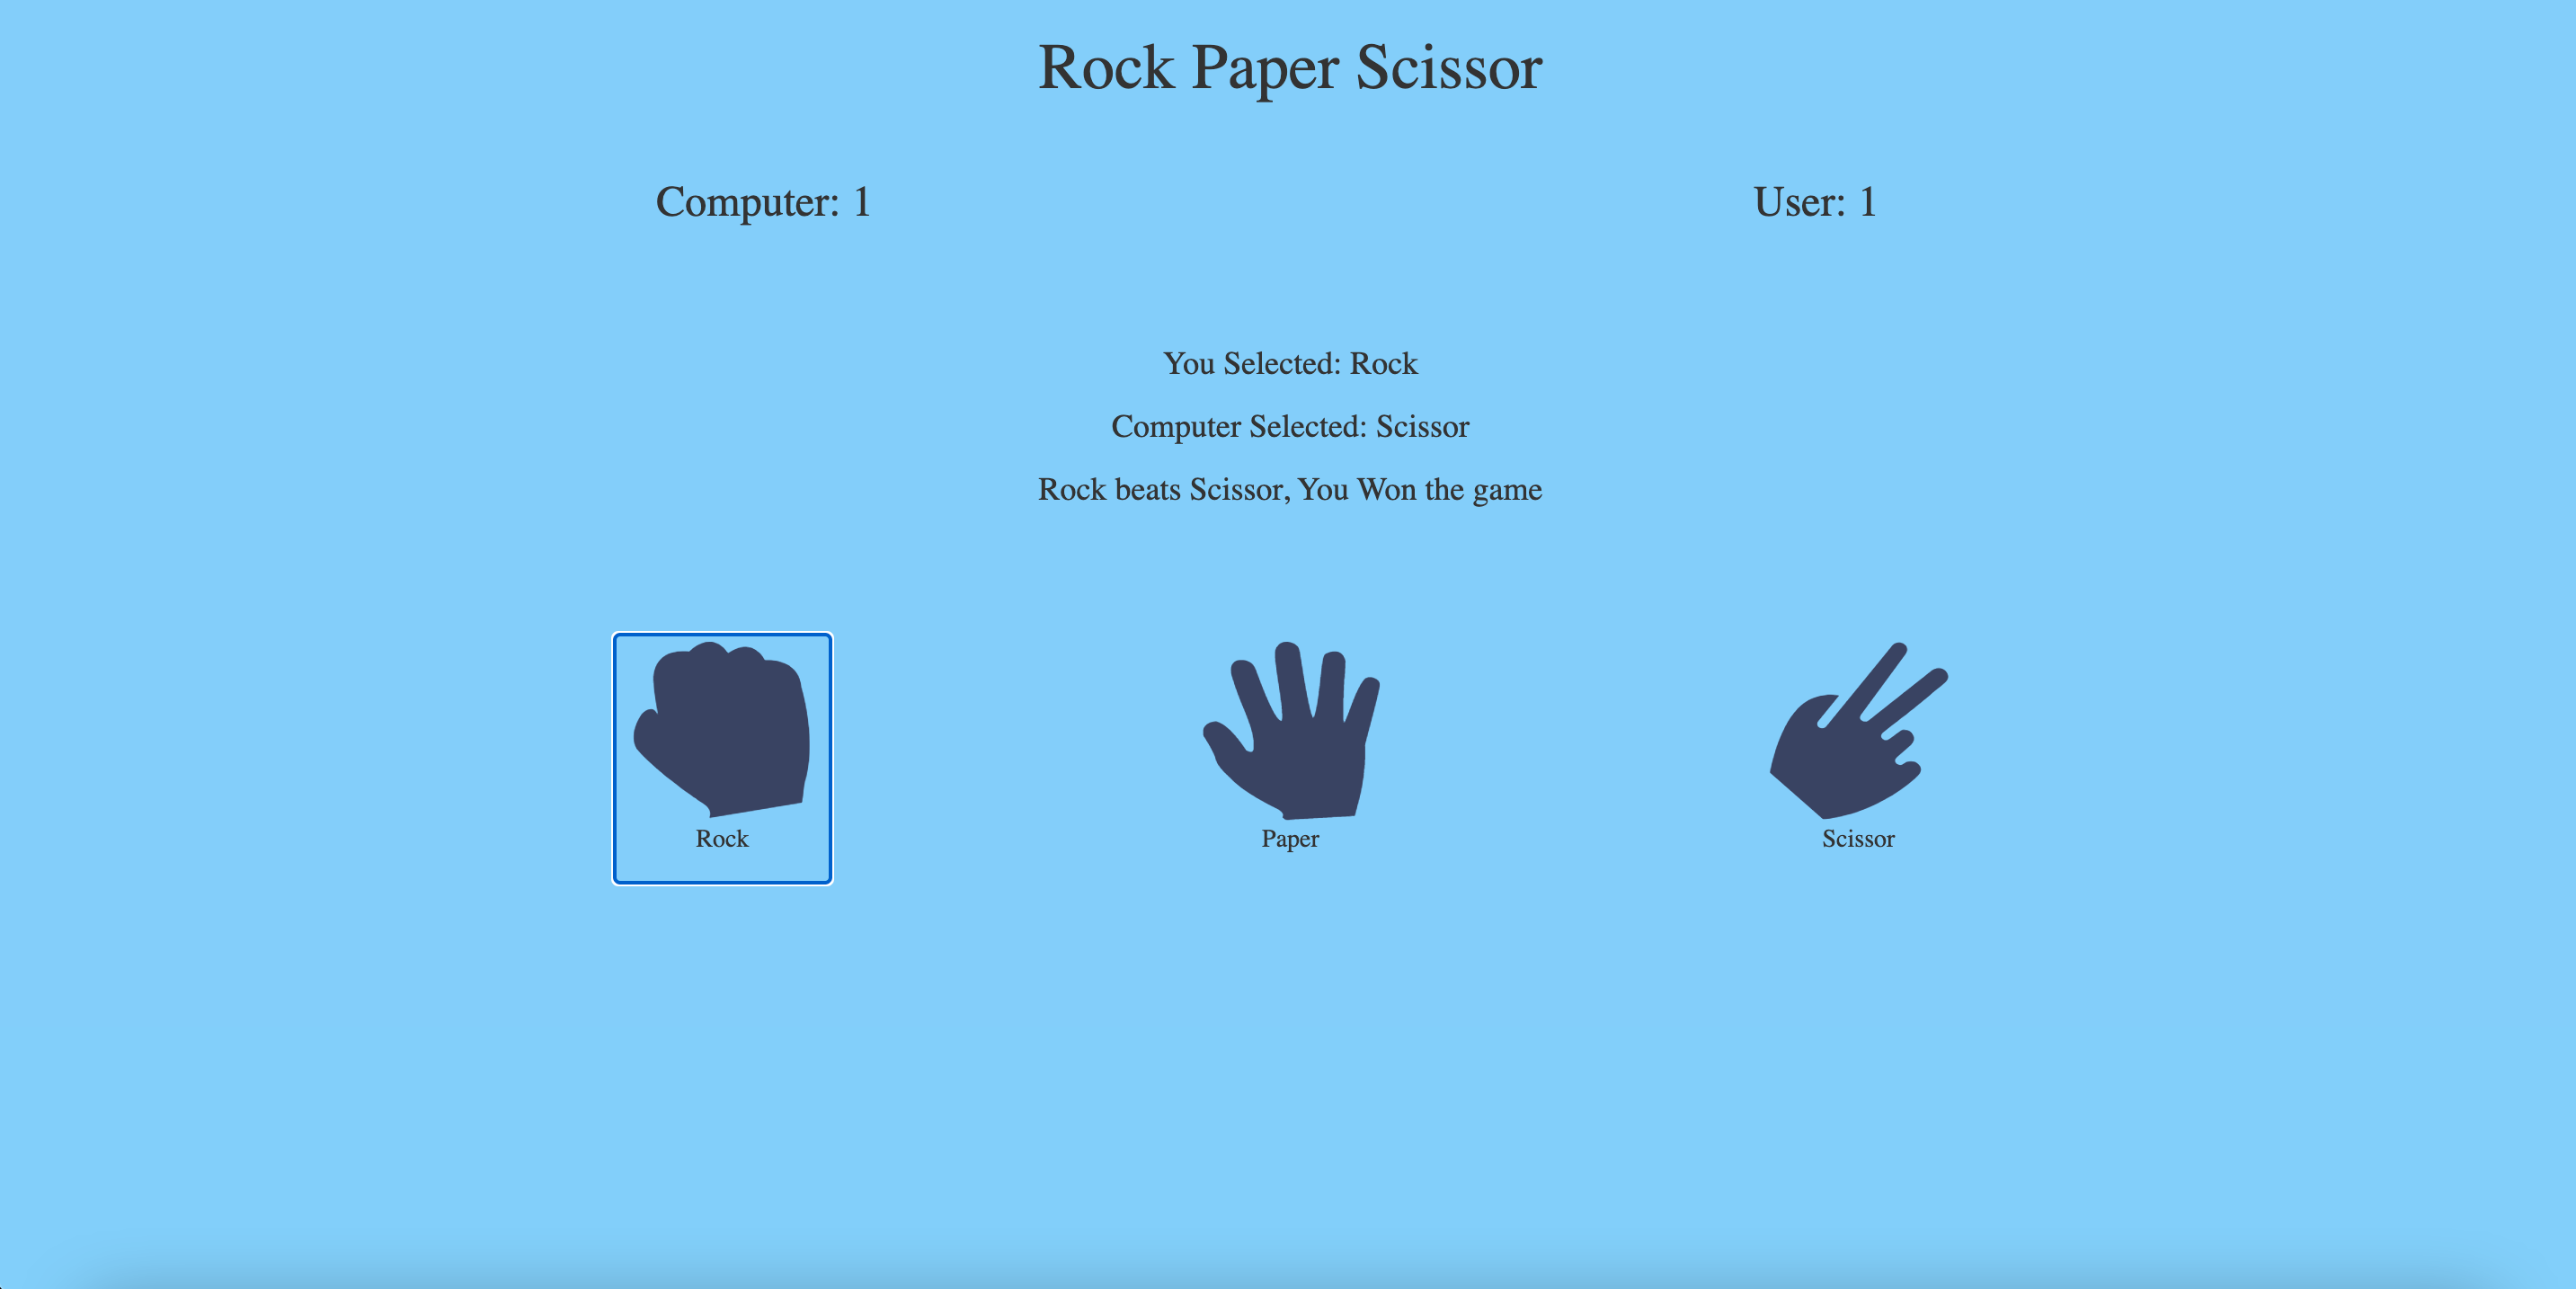 Rock Paper Scissor
Computer: 1
User: 1
You Selected: Rock
Computer Selected: Scissor
Rock beats Scissor, You Won the game
Rock
Paper
Scissor